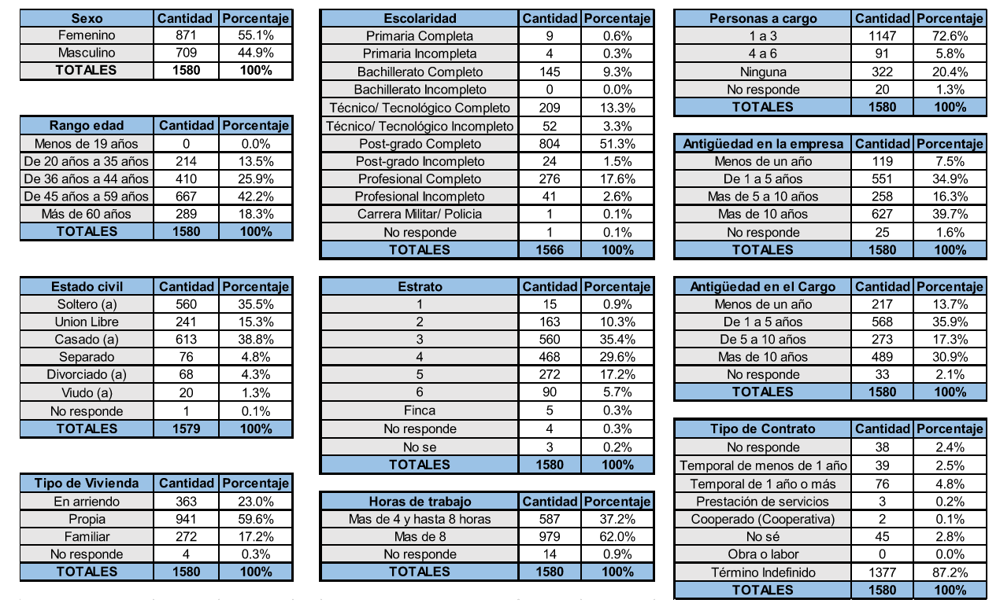 Sexo Cantidad Porcentaje
Femenino 871 55.1%
Masculino 709 44.9%
TOTALES 1580 100%
Rango edad Cantidad Porcentaje
Menos de 19 años 0 0.0%
De 20 años a 35 años 214 13.5%
De 36 años a 44 años 410 25.9%
De 45 años a 59 años 667 42.2%
Más de 60 años 289 18.3%
TOTALES 1580 100%
Estado civil Cantidad Porcentaje
Soltero (a) 560 35.5%
Union Libre 241 15.3%
Casado (a) 613 38.8%
Separado 76 4.8%
Divorciado (a) 68 4.3%
Viudo (a) 20 1.3%
No responde 1 0.1%
TOTALES 1579 100%
Tipo de Vivienda Cantidad Porcentaje
En arriendo 363 23.0%
Propia 941 59.6%
Familiar 272 17.2%
No responde 4 0.3%
TOTALES 1580 100%
Escolaridad Cantidad Porcentaje
Primaria Completa 9 0.6%
Primaria Incompleta 4 0.3%
Bachillerato Completo 145 9.3%
Bachillerato Incompleto 0 0.0%
Técnico/ Tecnológico Completo 209 13.3%
Técnico/ Tecnológico Incompleto 52 3.3%
Post-grado Completo 804 51.3%
Post-grado Incompleto 24 1.5%
Profesional Completo 276 17.6%
Profesional Incompleto 41 2.6%
Carrera Militar/ Policia 1 0.1%
No responde 1 0.1%
TOTALES 1566 100%
Estrato Cantidad Porcentaje
1 15 0.9%
2 163 10.3%
3 560 35.4%
4 468 29.6%
5 272 17.2%
6 90 5.7%
Finca 5 0.3%
No responde 4 0.3%
No se 3 0.2%
TOTALES 1580 100%
Horas de trabajo Cantidad Porcentaje
Mas de 4 y hasta 8 horas 587 37.2%
Mas de 8 979 62.0%
No responde 14 0.9%
TOTALES 1580 100%
Personas a cargo Cantidad Porcentaje
1 a 3 1147 72.6%
4 a 6 91 5.8%
Ninguna 322 20.4%
No responde 20 1.3%
TOTALES 1580 100%
Antigüedad en la empresa Cantidad Porcentaje
Menos de un año 119 7.5%
De 1 a 5 años 551 34.9%
Mas de 5 a 10 años 258 16.3%
Mas de 10 años 627 39.7%
No responde 25 1.6%
TOTALES 1580 100%
Antigüedad en el Cargo Cantidad Porcentaje
Menos de un año 217 13.7%
De 1 a 5 años 568 35.9%
De 5 a 10 años 273 17.3%
Mas de 10 años 489 30.9%
No responde 33 2.1%
TOTALES 1580 100%
Tipo de Contrato Cantidad Porcentaje
No responde 38 2.4%
Temporal de menos de 1 año 39 2.5%
Temporal de 1 año o más 76 4.8%
Prestación de servicios 3 0.2%
Cooperado (Cooperativa) 2 0.1%
No sé 45 2.8%
Obra o labor 0 0.0%
Término Indefinido 1377 87.2%
TOTALES 1580 100%